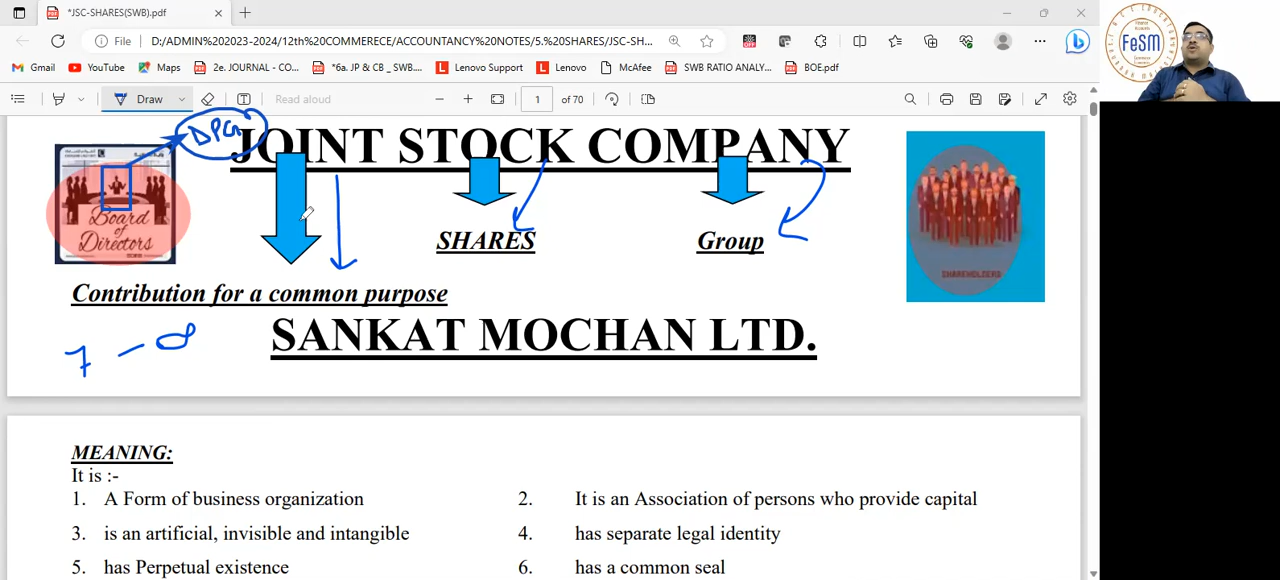 *JSC-SHARES(SWB).pdf
File D:/ADMIN%202023-2024/12th%20COMMERECE/ACCOUNTANCE%20NOTES/5.%20SHARES/JSC-SH...
Gmail YouTube Maps 2e. JOURNAL - CO... *6a. JP & CB _ SWB.... Lenovo Support Lenovo McAfee SWB RATIO ANALY... BOE.pdf
Draw Read aloud 1 of 70
OFF
FeSM
DPG
JOINT STOCK COMPANY
Board
of
Directors
SHARES Group
SHAREHOLDERS
Contribution for a common purpose
7 - ∞
SANKAT MOCHAN LTD.
MEANING:
It is :-
1. A Form of business organization 2. It is an Association of persons who provide capital
3. is an artificial, invisible and intangible 4. has separate legal identity
5. has Perpetual existence 6. has a common seal